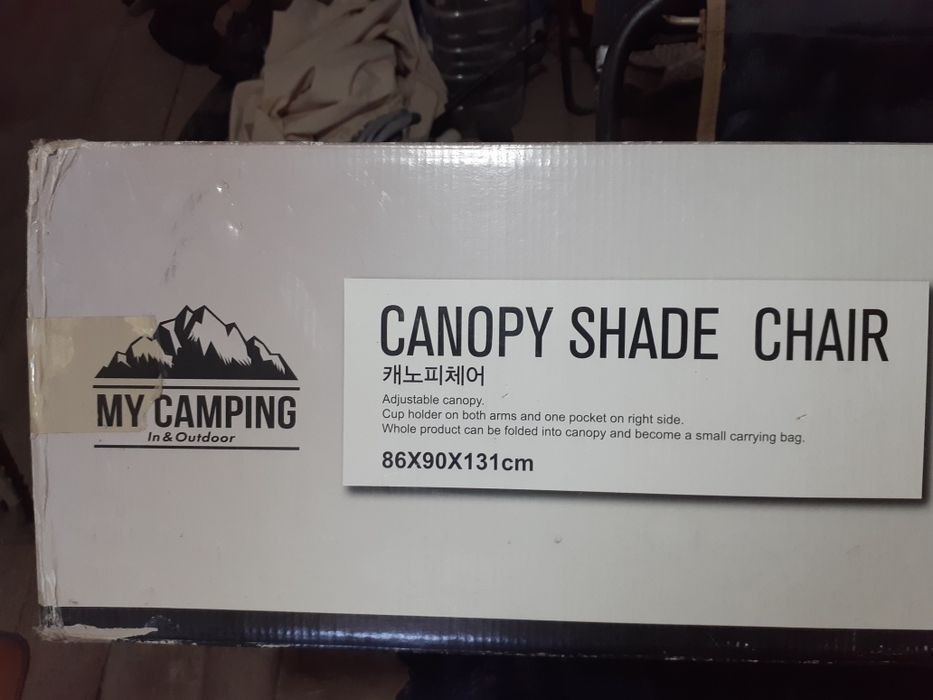 MY CAMPING
In & Outdoor
CANOPY SHADE CHAIR
캐노피체어
Adjustable canopy.
Cup holder on both arms and one pocket on right side.
Whole product can be folded into canopy and become a small carrying bag.
86X90X131cm